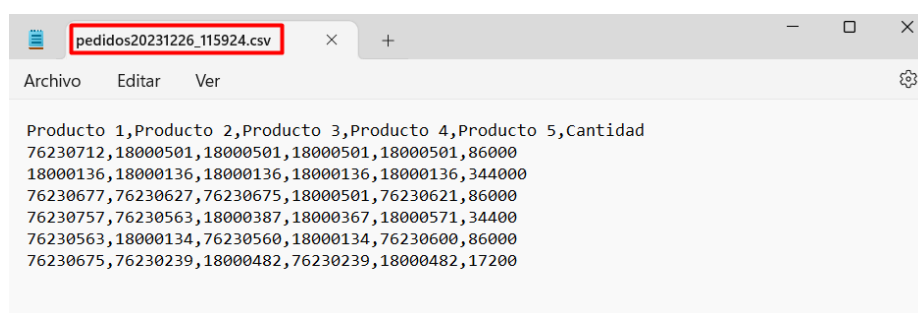 pedidos20231226_115924.csv
Archivo Editar Ver
Producto 1,Producto 2,Producto 3,Producto 4,Producto 5,Cantidad
76230712,18000501,18000501,18000501,18000501,86000
18000136,18000136,18000136,18000136,18000136,344000
76230677,76230627,76230675,18000501,76230621,86000
76230757,76230563,18000387,18000367,18000571,34400
76230563,18000134,76230560,18000134,76230600,86000
76230675,76230239,18000482,76230239,18000482,17200